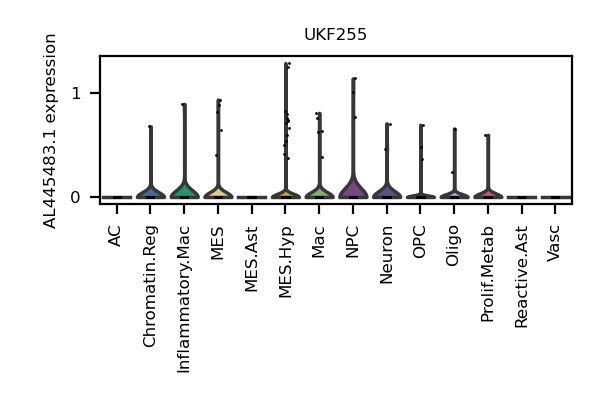 UKF255
AL445483.1 expression
1
0
AC
Chromatin.Reg
Inflammatory.Mac
MES
MES.Ast
MES.Hyp
Mac
NPC
Neuron
OPC
Oligo
Prolif.Metab
Reactive.Ast
Vasc